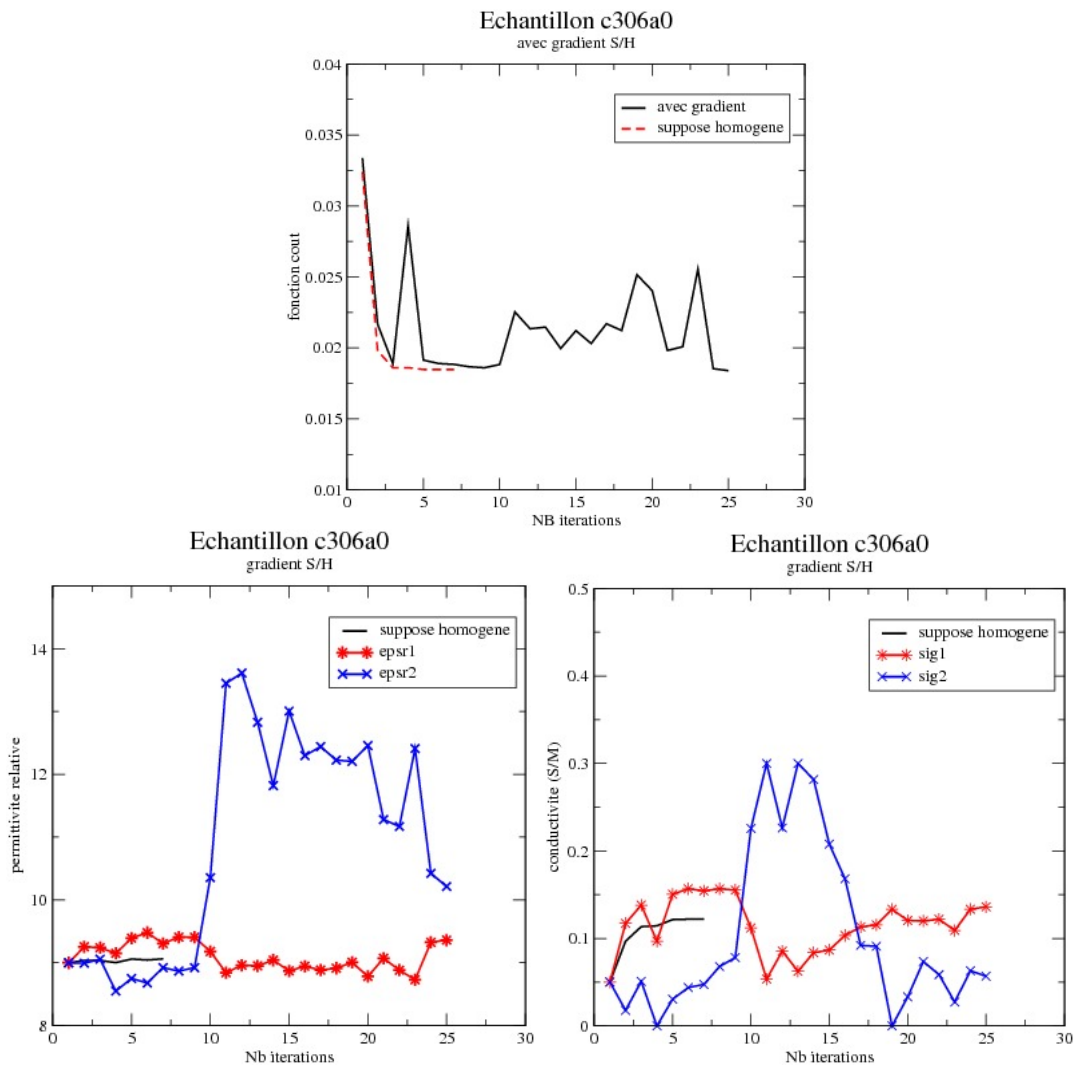 Echantillon c306a0
avec gradient S/H
0.04
0.035
0.03
0.025
0.02
0.015
0.01
fonction cout
avec gradient
suppose homogene
0 5 10 15 20 25 30
NB iterations
Echantillon c306a0
gradient S/H
14
12
10
8
permittivite relative
suppose homogene
epsr1
epsr2
0 5 10 15 20 25 30
Nb iterations
Echantillon c306a0
gradient S/H
0.5
0.4
0.3
0.2
0.1
0
conductivite (S/M)
suppose homogene
sig1
sig2
0 5 10 15 20 25 30
Nb iterations